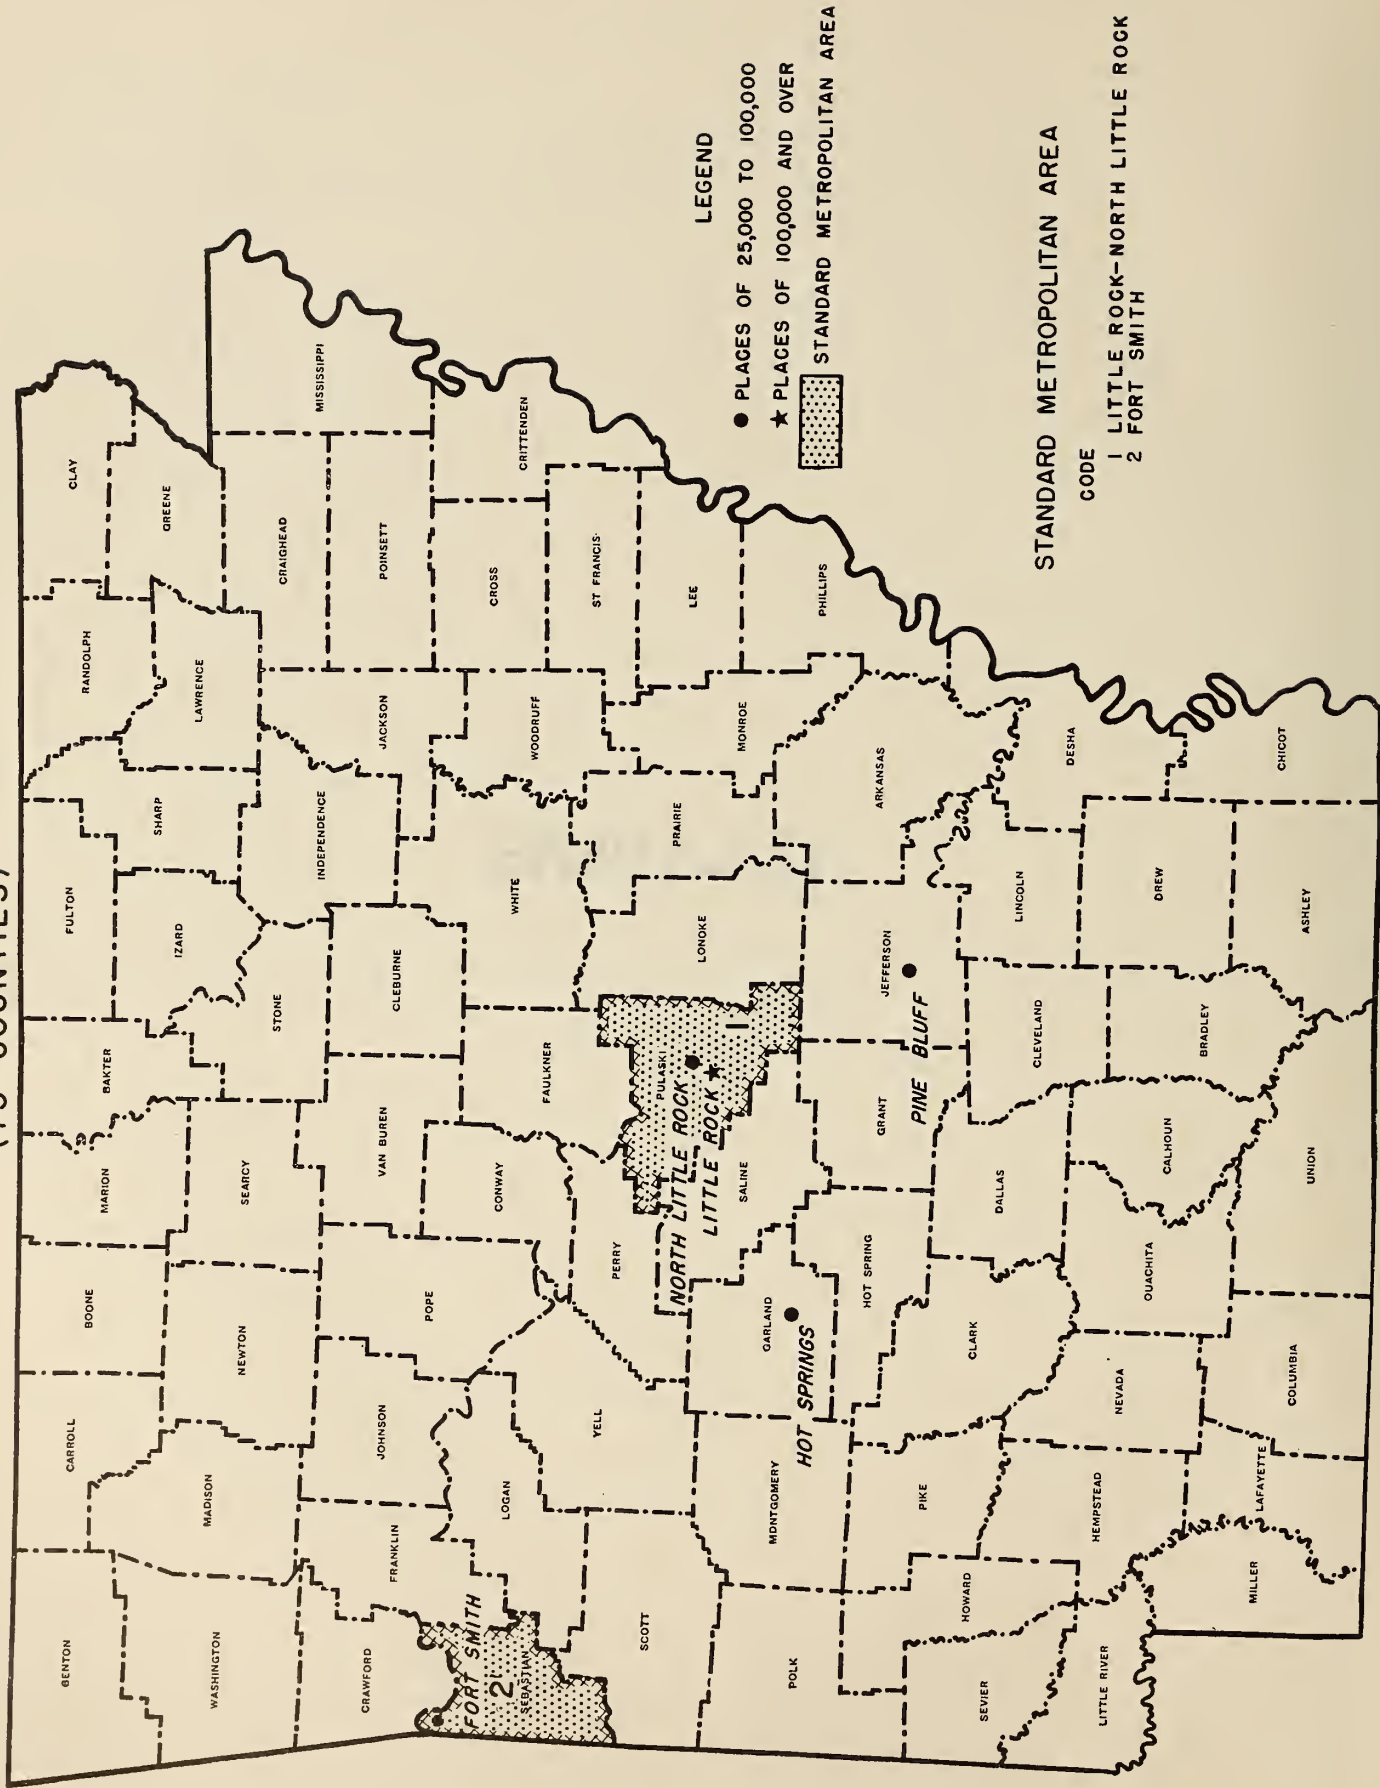 (75 COUNTIES)
BENTON
CARROLL
BOONE
MARION
BAKTER
FULTON
RANDOLPH
CLAY
WASHINGTON
MADISON
NEWTON
SEARCY
IZARD
SHARP
LAWRENCE
GREENE
STONE
INDEPENDENCE
CRAIGHEAD
MISSISSIPPI
CRAWFORD
FRANKLIN
JOHNSON
POPE
VAN BUREN
CLEBURNE
JACKSON
POINSETT
LOGAN
CONWAY
FAULKNER
WHITE
WOODRUFF
CROSS
CRITTENDEN
FORT SMITH
2
SEBASTIAN
YELL
PERRY
PULASKI
NORTH LITTLE ROCK
LITTLE ROCK
1
LONOKE
PRAIRIE
MONROE
ST FRANCIS
LEE
SCOTT
POLK
MONTGOMERY
GARLAND
HOT SPRINGS
SALINE
HOT SPRING
GRANT
JEFFERSON
PINE BLUFF
ARKANSAS
PHILLIPS
HOWARD
PIKE
CLARK
DALLAS
CLEVELAND
LINCOLN
DESHA
SEVIER
LITTLE RIVER
HEMPSTEAD
NEVADA
OUACHITA
CALHOUN
BRADLEY
DREW
MILLER
LAFAYETTE
COLUMBIA
UNION
ASHLEY
CHICOT
LEGEND
● PLACES OF 25,000 TO 100,000
★ PLACES OF 100,000 AND OVER
STANDARD METROPOLITAN AREA
STANDARD METROPOLITAN AREA
CODE
1 LITTLE ROCK-NORTH LITTLE ROCK
2 FORT SMITH